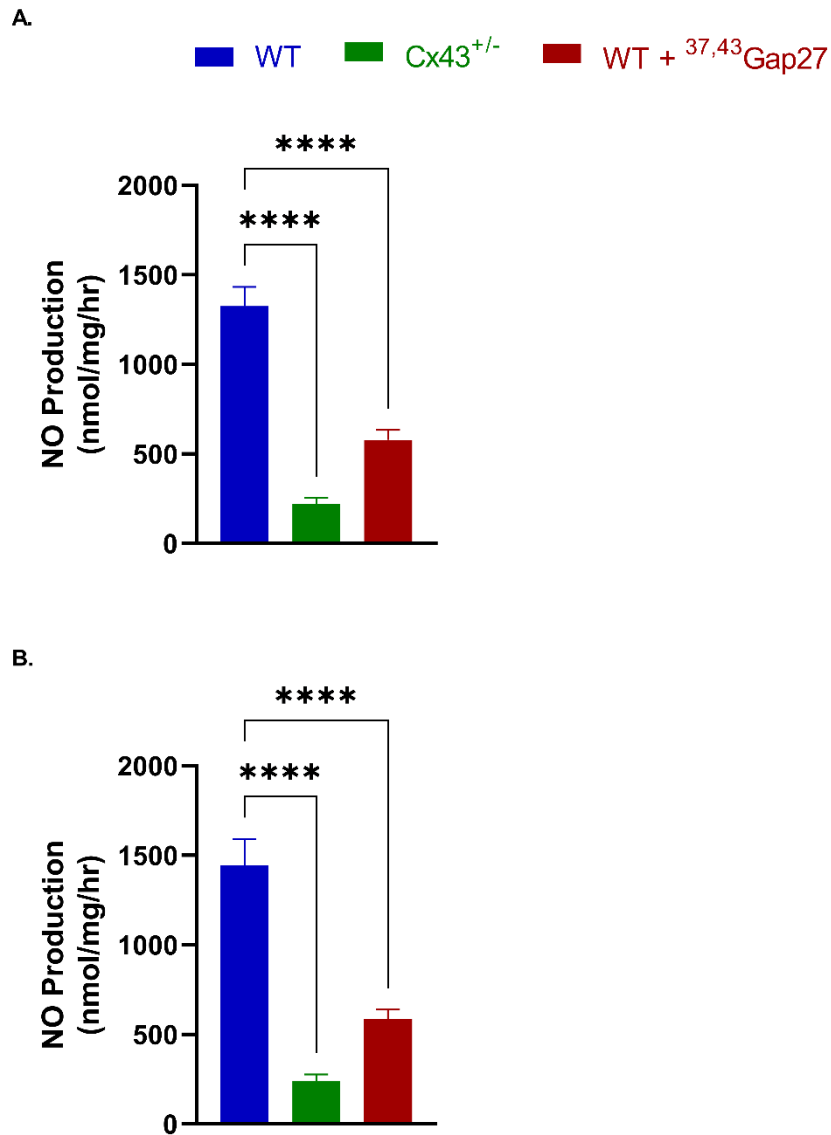 A.
WT Cx43+/- WT + 37,43Gap27
****
****
2000
1500
1000
500
0
NO Production
(nmol/mg/hr)
B.
****
****
2000
1500
1000
500
0
NO Production
(nmol/mg/hr)